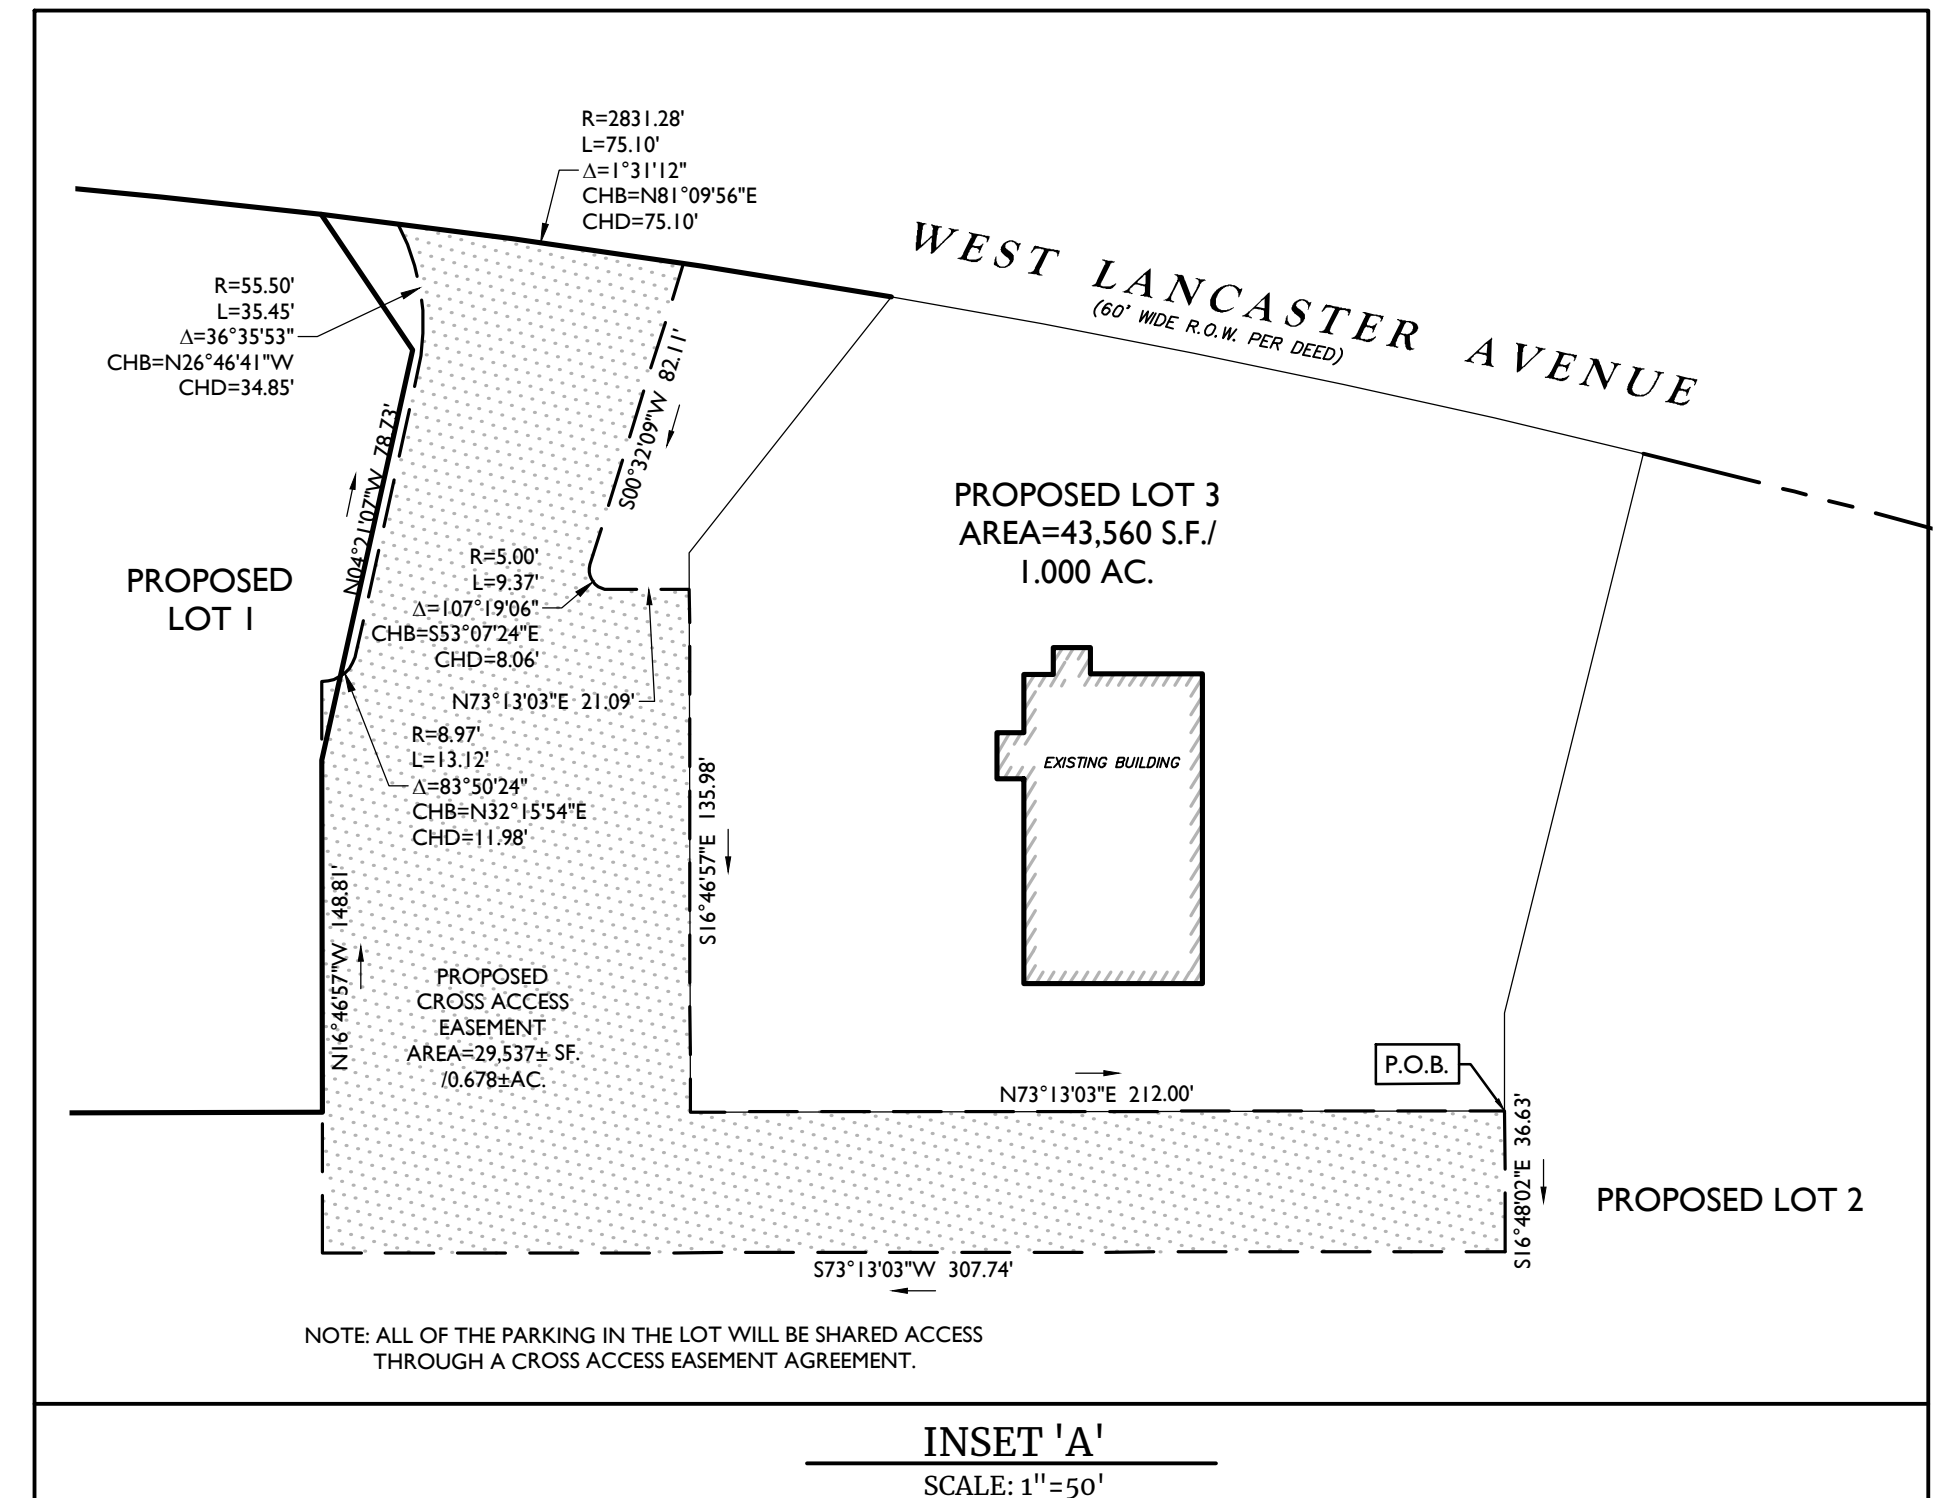 R=2831.28'
L=75.10'
Δ=1°31'12"
CHB=N81°09'56"E
CHD=75.10'
WEST LANCASTER AVENUE
(60' WIDE R.O.W. PER DEED)
R=55.50'
L=35.45'
Δ=36°35'53"
CHB=N26°46'41"W
CHD=34.85'
S00°32'09"W 82.11'
N04°21'07"W 78.73'
PROPOSED LOT 3
AREA=43,560 S.F./
1.000 AC.
PROPOSED
LOT 1
R=5.00'
L=9.37'
Δ=107°19'06"
CHB=S53°07'24"E
CHD=8.06'
N73°13'03"E 21.09'
R=8.97'
L=13.12'
Δ=83°50'24"
CHB=N32°15'54"E
CHD=11.98'
EXISTING BUILDING
S16°46'57"E 135.98'
N16°46'57"W 148.81'
PROPOSED
CROSS ACCESS
EASEMENT
AREA=29,537± SF.
/0.678±AC.
P.O.B.
N73°13'03"E 212.00'
S16°48'02"E 36.63'
PROPOSED LOT 2
S73°13'03"W 307.74'
NOTE: ALL OF THE PARKING IN THE LOT WILL BE SHARED ACCESS
THROUGH A CROSS ACCESS EASEMENT AGREEMENT.
INSET 'A'
SCALE: 1"=50'